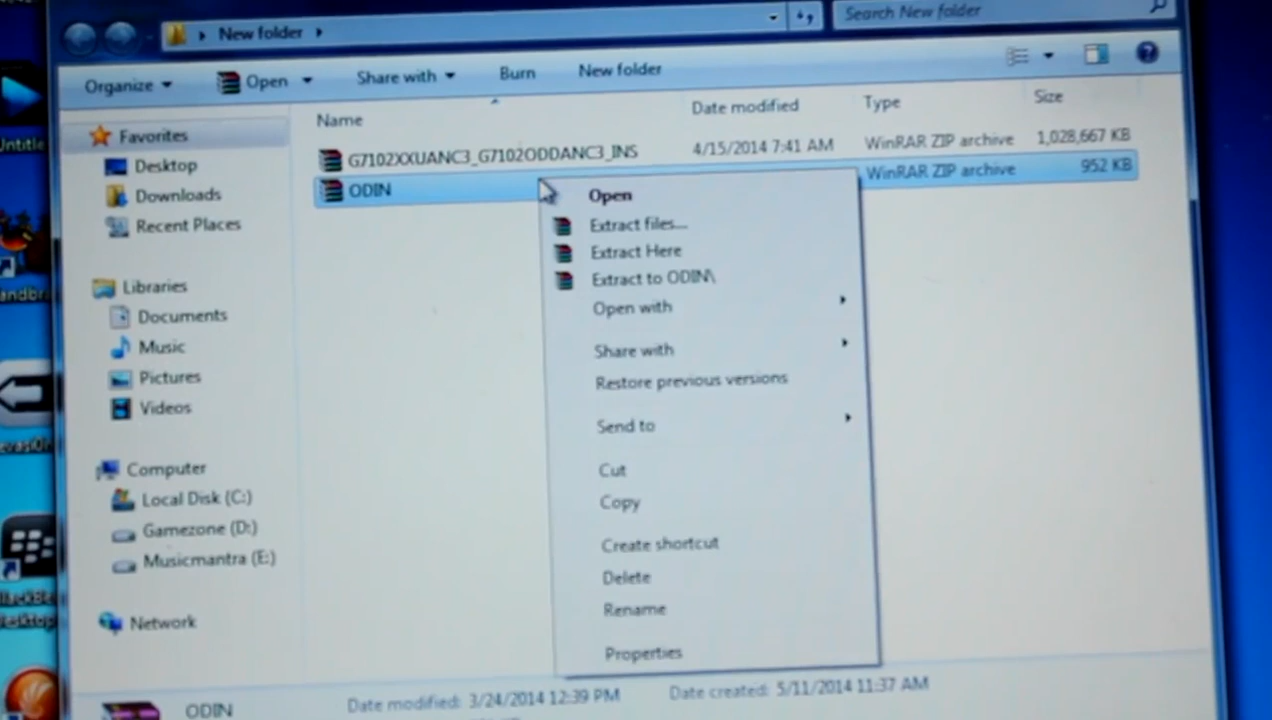 New folder
Search New folder
Organize
Open
Share with
Burn
New folder
Name
Date modified
Type
Size
Favorites
Desktop
Downloads
Recent Places
Libraries
Documents
Music
Pictures
Videos
Computer
Local Disk (C:)
Gamezone (D:)
Musicmantra (E:)
Network
G7102XXUANC3_G7102ODDANC3_INS 4/15/2014 7:41 AM WinRAR ZIP archive 1,028,667 KB
ODIN WinRAR ZIP archive 952 KB
Open
Extract files...
Extract Here
Extract to ODIN\
Open with
Share with
Restore previous versions
Send to
Cut
Copy
Create shortcut
Delete
Rename
Properties
ODIN Date modified: 3/24/2014 12:39 PM Date created: 5/11/2014 11:37 AM